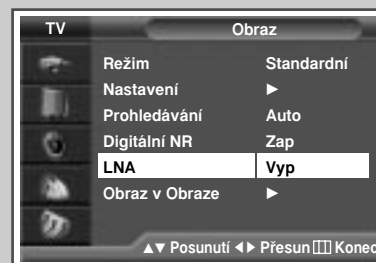 TV Obraz
Režim Standardní
Nastavení ►
Prohledávání Auto
Digitální NR Zap
LNA Vyp
Obraz v Obraze ►
▲▼ Posunutí ◄► Přesun Konec